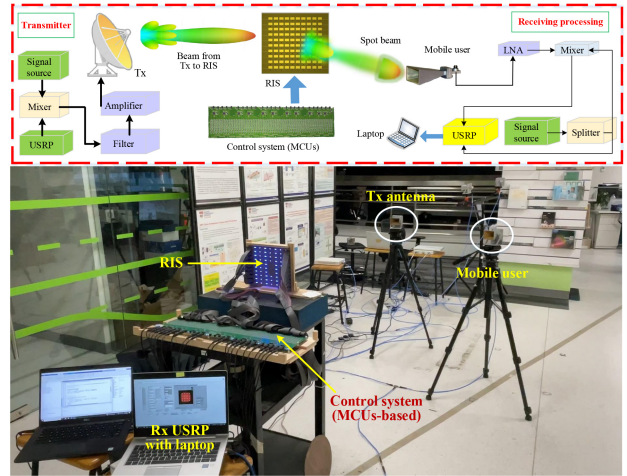 Transmitter
Receiving processing
Signal
source
Mixer
USRP
Tx
Amplifier
Filter
Beam from
Tx to RIS
RIS
Control system (MCUs)
Spot beam
Mobile user
LNA
Mixer
Laptop
USRP
Signal
source
Splitter
Tx antenna
RIS
Mobile user
Control system
(MCUs-based)
Rx USRP
with laptop